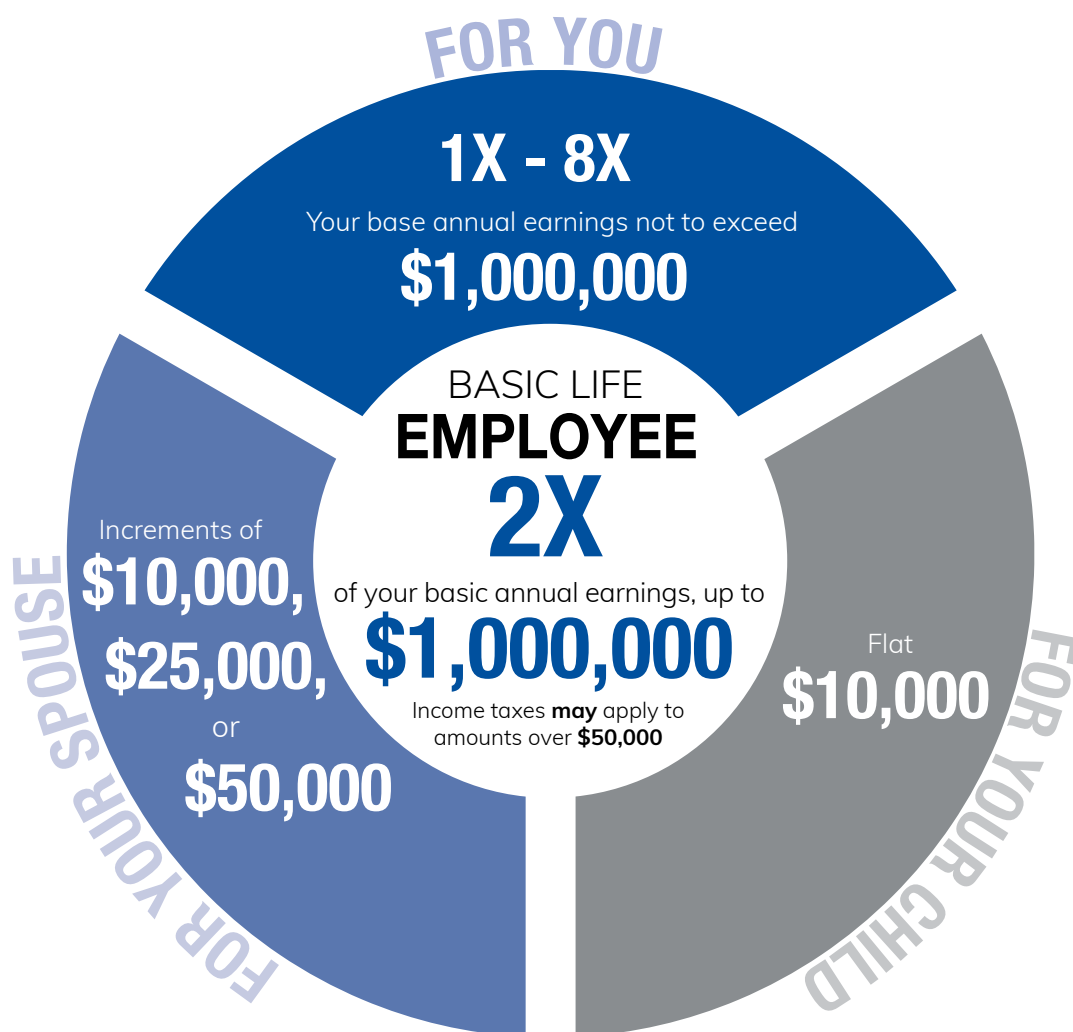 FOR YOU
1X - 8X
Your base annual earnings not to exceed
$1,000,000
BASIC LIFE
EMPLOYEE
2X
of your basic annual earnings, up to
$1,000,000
Income taxes may apply to
amounts over $50,000
FOR YOUR SPOUSE
Increments of
$10,000,
$25,000,
or
$50,000
FOR YOUR CHILD
Flat
$10,000